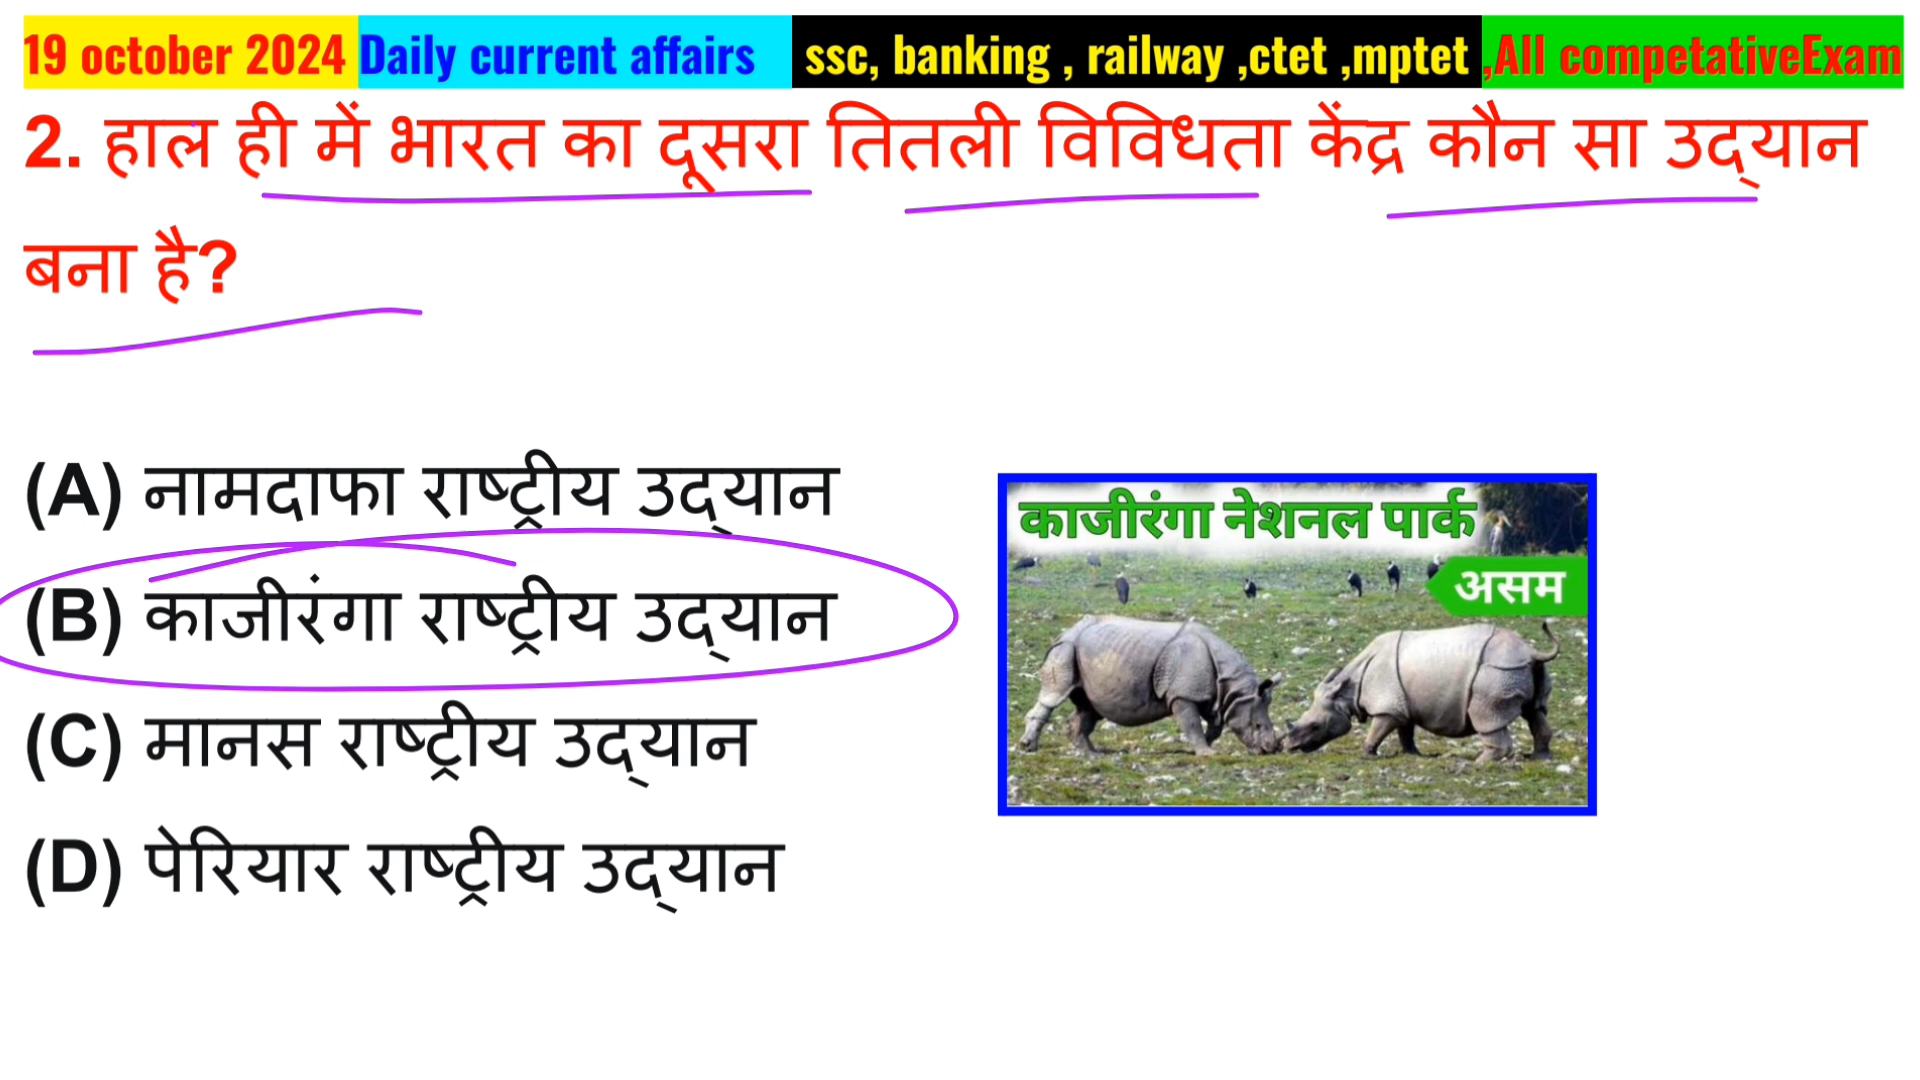 19 october 2024 Daily current affairs ssc, banking , railway ,ctet ,mptet ,All competativeExam
2. हाल ही में भारत का दूसरा तितली विविधता केंद्र कौन सा उद्यान
बना है?
(A) नामदाफा राष्ट्रीय उद्यान
(B) काजीरंगा राष्ट्रीय उद्यान
(C) मानस राष्ट्रीय उद्यान
(D) पेरियार राष्ट्रीय उद्यान
काजीरंगा नेशनल पार्क
असम